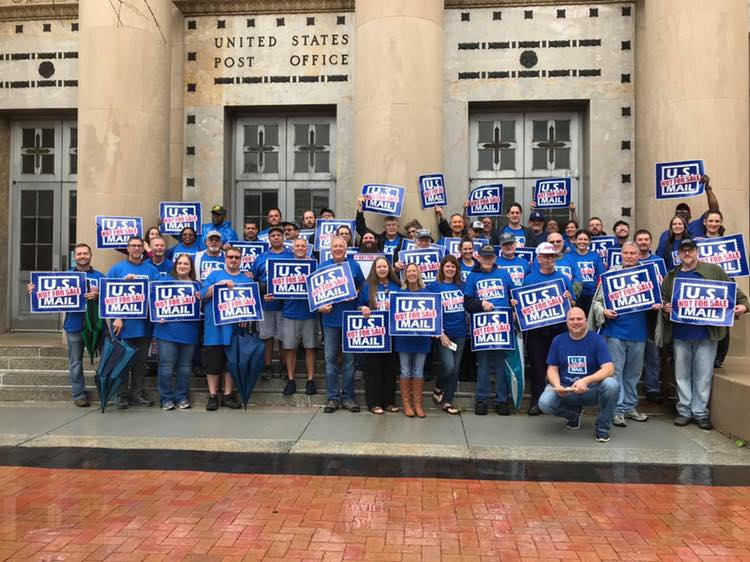 UNITED STATES
POST OFFICE
U.S.
NOT FOR SALE
MAIL